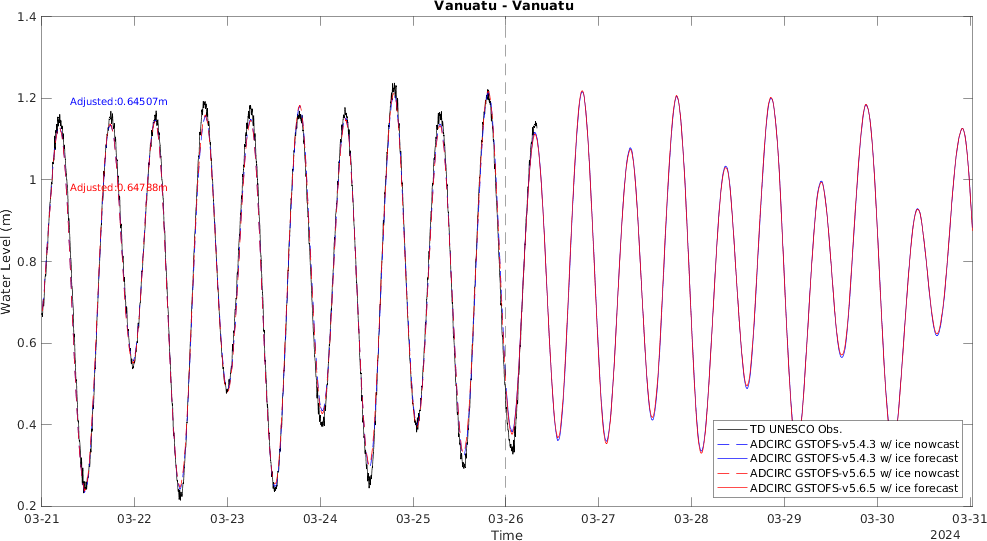 Vanuatu - Vanuatu
1.4
1.2
1
0.8
0.6
0.4
0.2
Water Level (m)
Adjusted:0.64507m
Adjusted:0.64738m
TD UNESCO Obs.
ADCIRC GSTOFS-v5.4.3 w/ ice nowcast
ADCIRC GSTOFS-v5.4.3 w/ ice forecast
ADCIRC GSTOFS-v5.6.5 w/ ice nowcast
ADCIRC GSTOFS-v5.6.5 w/ ice forecast
03-21 03-22 03-23 03-24 03-25 03-26 03-27 03-28 03-29 03-30 03-31
Time
2024